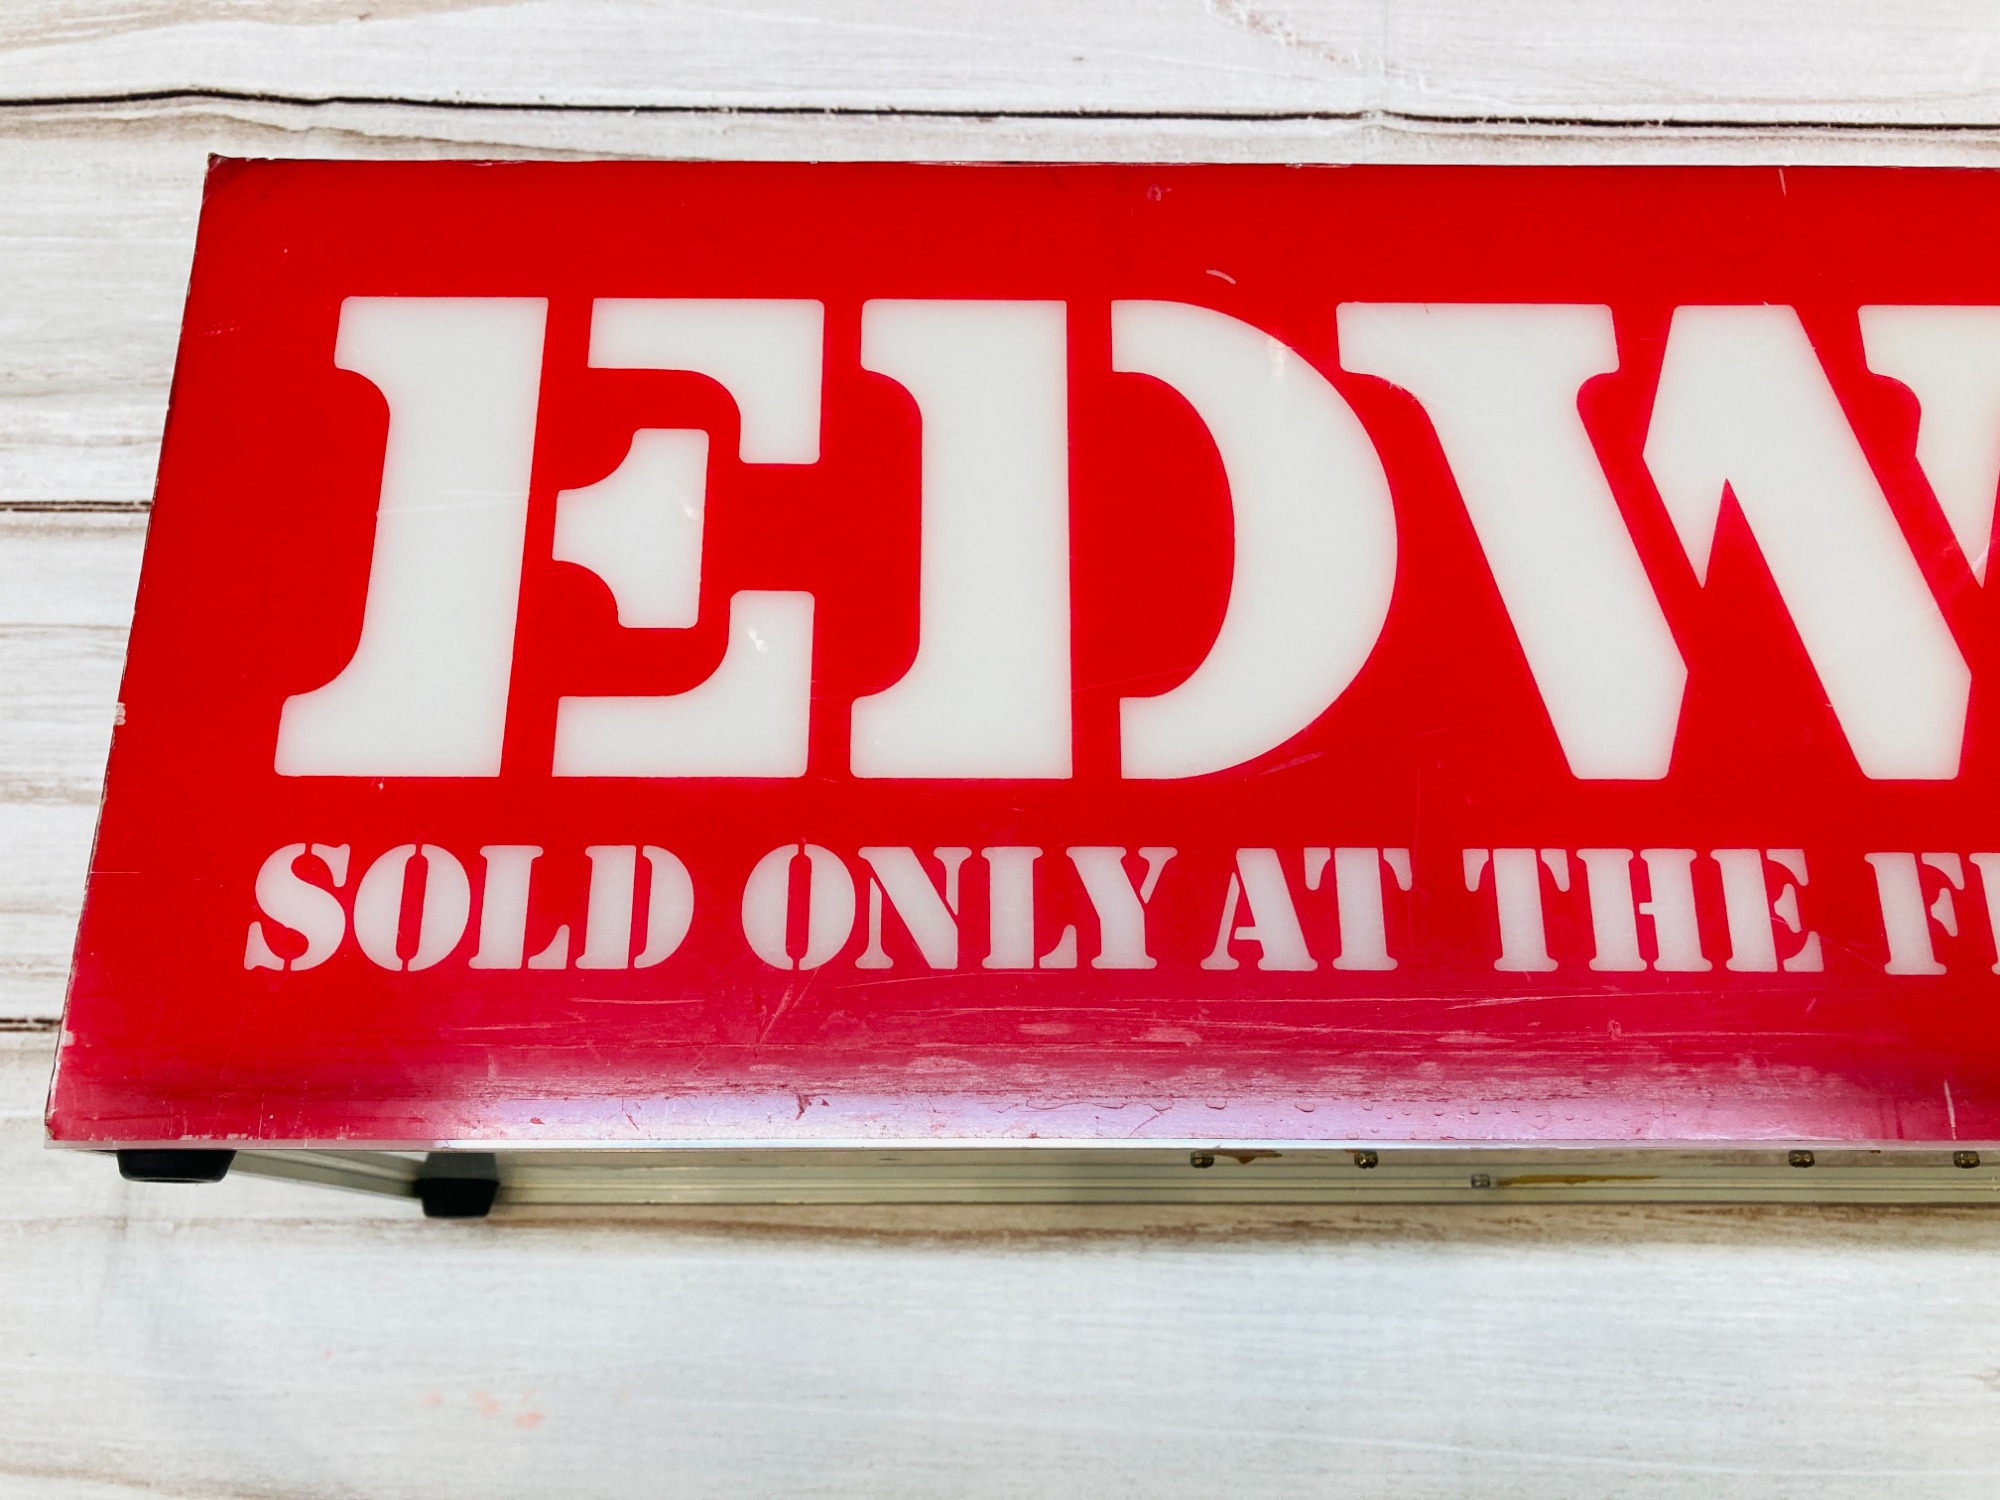 EDW
SOLD ONLY AT THE F